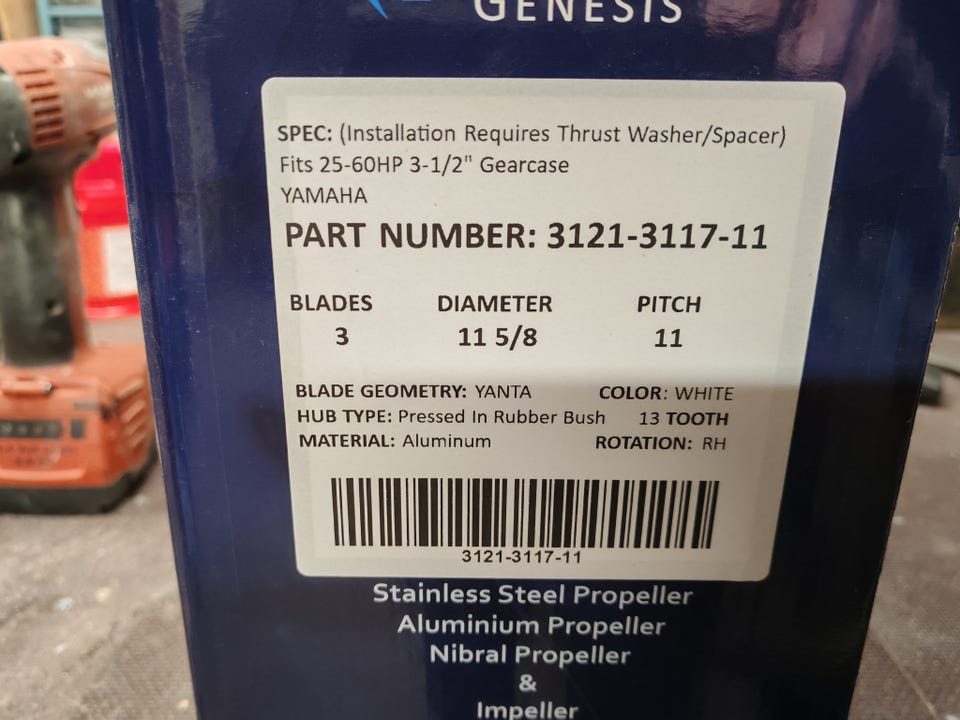 GENESIS
SPEC: (Installation Requires Thrust Washer/Spacer)
Fits 25-60HP 3-1/2" Gearcase
YAMAHA
PART NUMBER: 3121-3117-11
BLADES DIAMETER PITCH
3 11 5/8 11
BLADE GEOMETRY: YANTA COLOR: WHITE
HUB TYPE: Pressed In Rubber Bush 13 TOOTH
MATERIAL: Aluminum ROTATION: RH
3121-3117-11
Stainless Steel Propeller
Aluminium Propeller
Nibral Propeller
&
Impeller